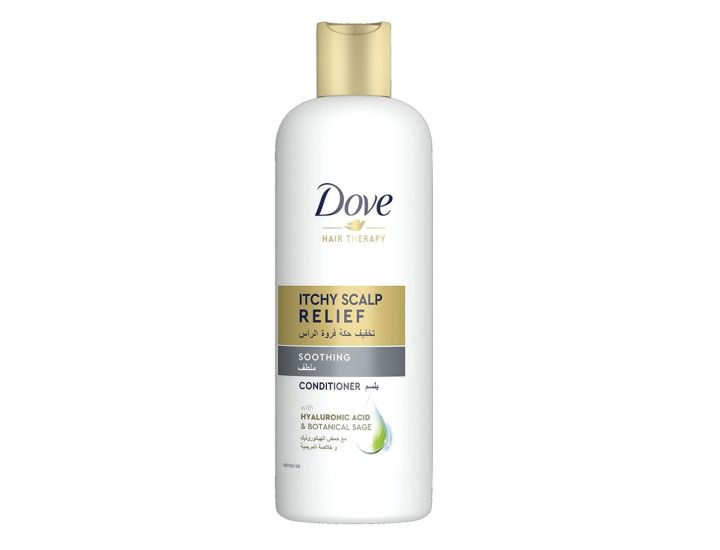 Dove
HAIR THERAPY
ITCHY SCALP
RELIEF
تخفيف حكة فروة الراس
SOOTHING
ملطف
CONDITIONER بلسم
with
HYALURONIC ACID
& BOTANICAL SAGE
مع حمض الهيالورونيك
و خلاصة المريمية